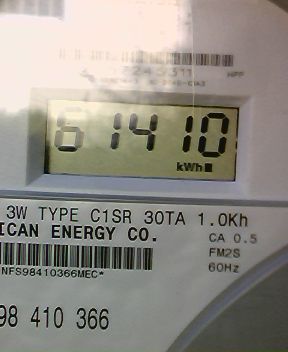 61410
kWh
3W TYPE C1SR 30TA 1.0Kh
ICAN ENERGY CO.
CA 0.5
FM2S
60Hz
NFS98410366MEC*
98 410 366